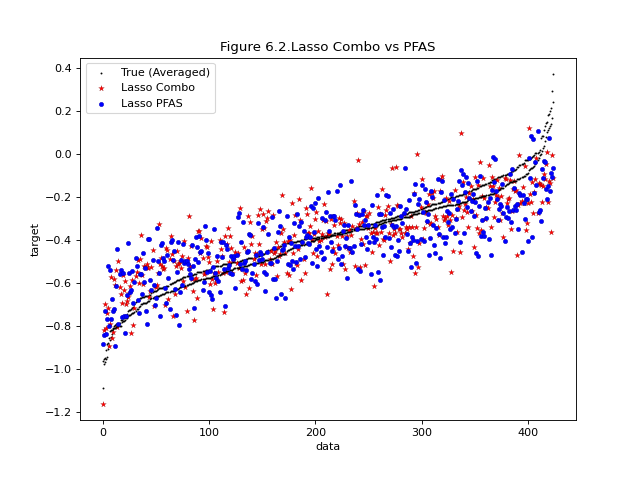 Figure 6.2.Lasso Combo vs PFAS
True (Averaged)
Lasso Combo
Lasso PFAS
0.4
0.2
0.0
−0.2
−0.4
−0.6
−0.8
−1.0
−1.2
target
0 100 200 300 400
data